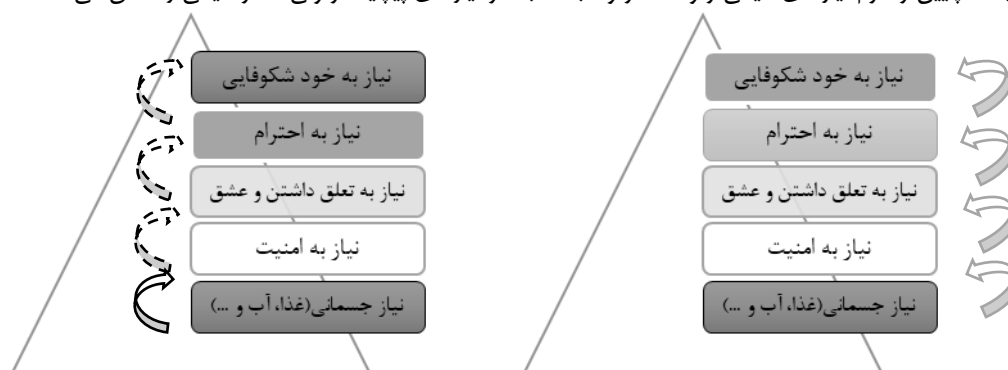 نیاز به خود شکوفایی
نیاز به احترام
نیاز به تعلق داشتن و عشق
نیاز به امنیت
نیاز جسمانی(غذا، آب و ...)
نیاز به خود شکوفایی
نیاز به احترام
نیاز به تعلق داشتن و عشق
نیاز به امنیت
نیاز جسمانی(غذا، آب و ...)